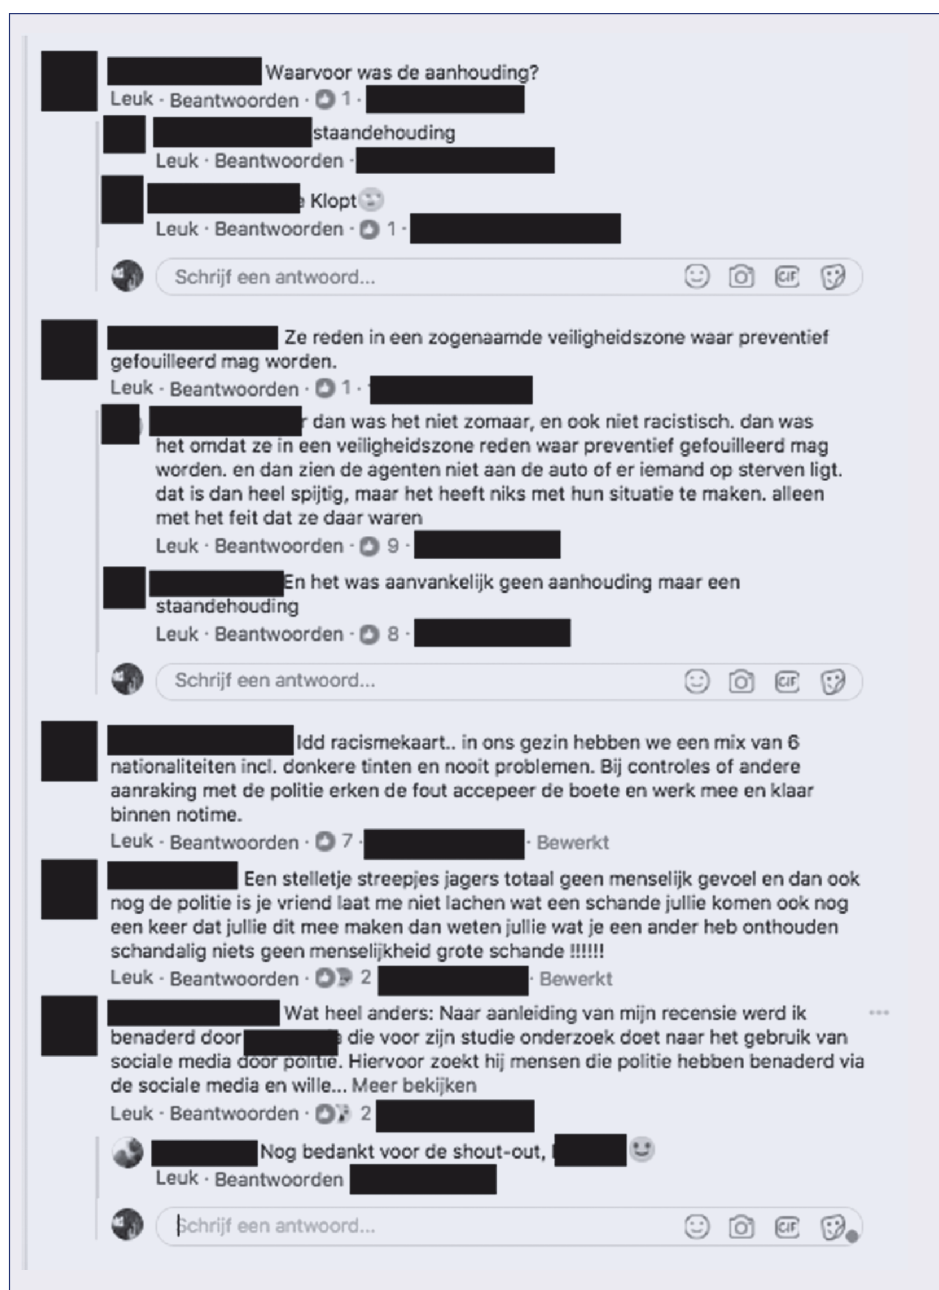 Waarvoor was de aanhouding?
Leuk · Beantwoorden · 1 ·
staandehouding
Leuk · Beantwoorden ·
Klopt
Leuk · Beantwoorden · 1 ·
Schrijf een antwoord...
GIF
Ze reden in een zogenaamde veiligheidszone waar preventief
gefouilleerd mag worden.
Leuk · Beantwoorden · 1 ·
r dan was het niet zomaar, en ook niet racistisch. dan was
het omdat ze in een veiligheidszone reden waar preventief gefouilleerd mag
worden. en dan zien de agenten niet aan de auto of er iemand op sterven ligt.
dat is dan heel spijtig, maar het heeft niks met hun situatie te maken. alleen
met het feit dat ze daar waren
Leuk · Beantwoorden · 9 ·
En het was aanvankelijk geen aanhouding maar een
staandehouding
Leuk · Beantwoorden · 8 ·
Schrijf een antwoord...
GIF
Idd racismekaart.. in ons gezin hebben we een mix van 6
nationaliteiten incl. donkere tinten en nooit problemen. Bij controles of andere
aanraking met de politie erken de fout accepeer de boete en werk mee en klaar
binnen notime.
Leuk · Beantwoorden · 7 · · Bewerkt
Een stelletje streepjes jagers totaal geen menselijk gevoel en dan ook
nog de politie is je vriend laat me niet lachen wat een schande jullie komen ook nog
een keer dat jullie dit mee maken dan weten jullie wat je een ander heb onthouden
schandalig niets geen menselijkheid grote schande !!!!!!
Leuk · Beantwoorden · 2 · Bewerkt
Wat heel anders: Naar aanleiding van mijn recensie werd ik
benaderd door die voor zijn studie onderzoek doet naar het gebruik van
sociale media door politie. Hiervoor zoekt hij mensen die politie hebben benaderd via
de sociale media en wille... Meer bekijken
Leuk · Beantwoorden · 2
Nog bedankt voor de shout-out,
Leuk · Beantwoorden
Schrijf een antwoord...
GIF